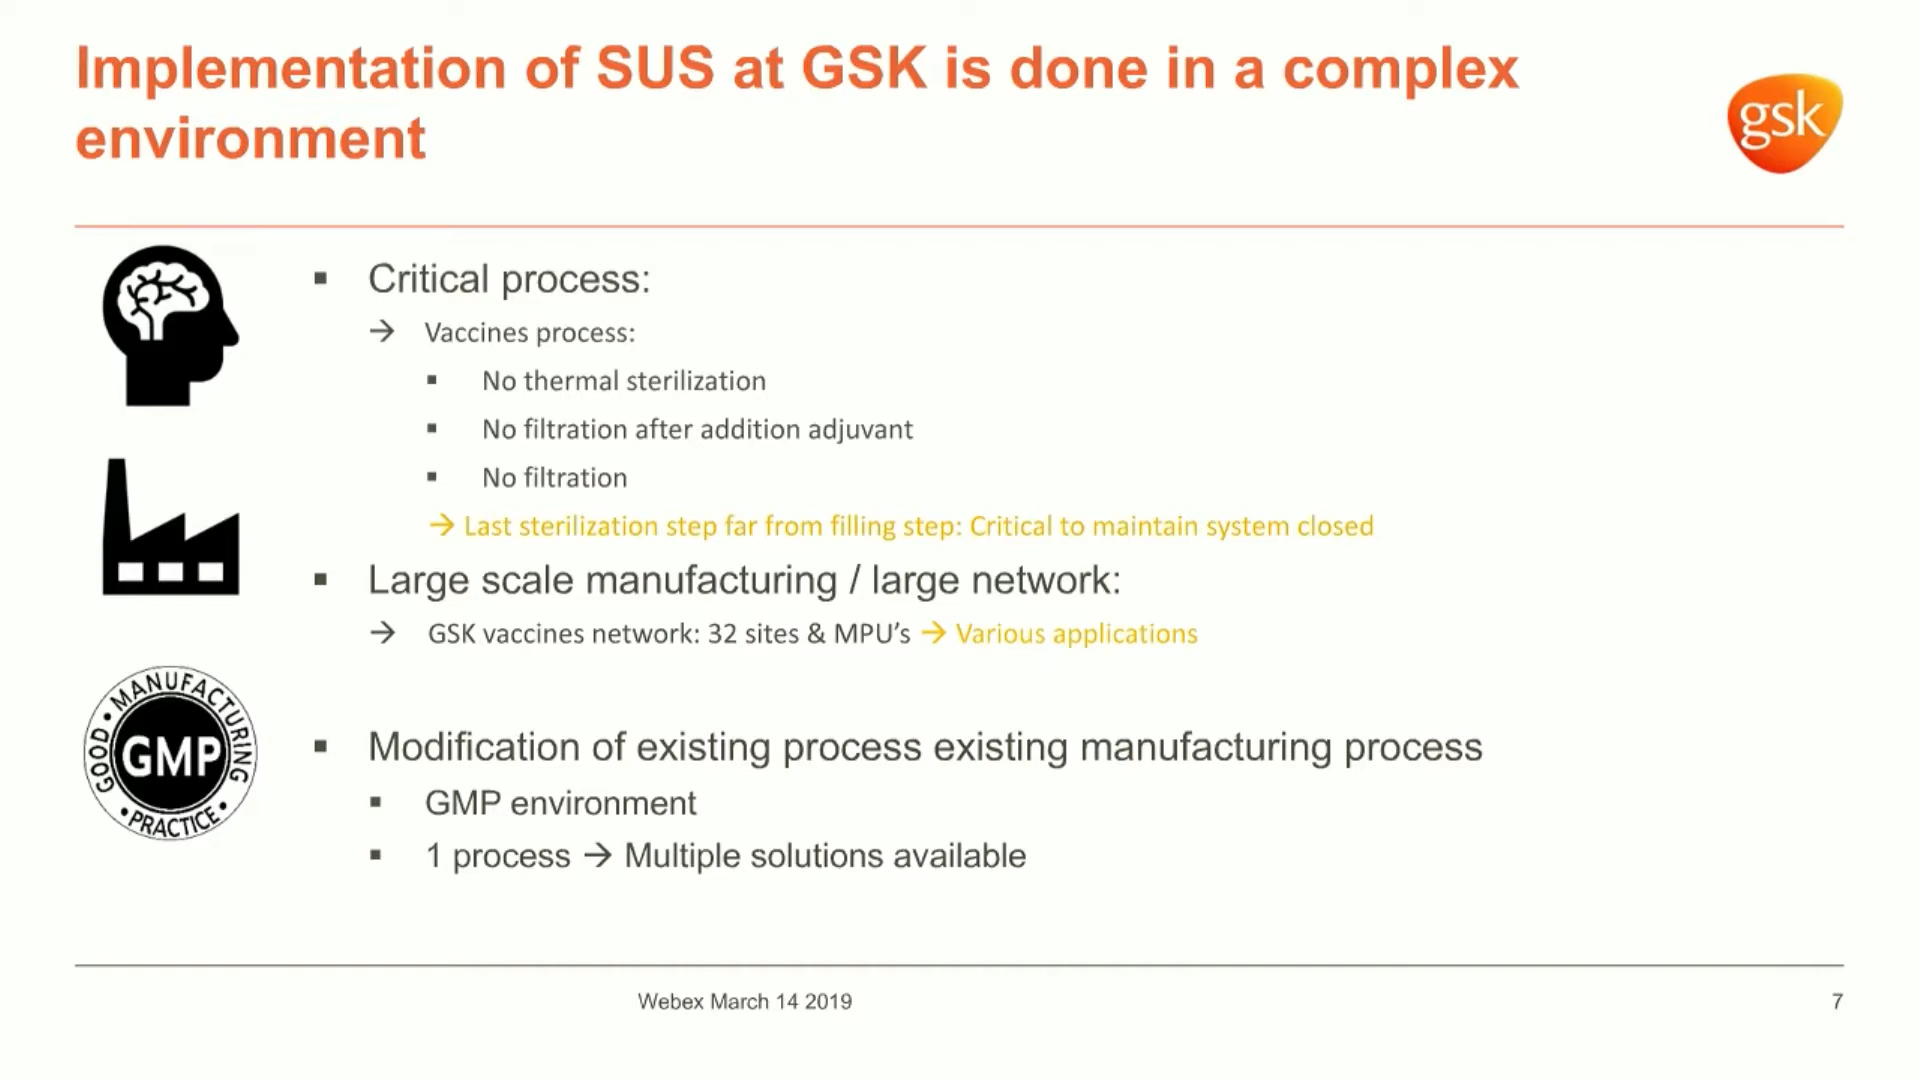 Implementation of SUS at GSK is done in a complex
environment
gsk
▪ Critical process:
→ Vaccines process:
▪ No thermal sterilization
▪ No filtration after addition adjuvant
▪ No filtration
→ Last sterilization step far from filling step: Critical to maintain system closed
▪ Large scale manufacturing / large network:
→ GSK vaccines network: 32 sites & MPU's → Various applications
GOOD • MANUFACTURING • PRACTICE •
GMP
▪ Modification of existing process existing manufacturing process
▪ GMP environment
▪ 1 process → Multiple solutions available
Webex March 14 2019
7